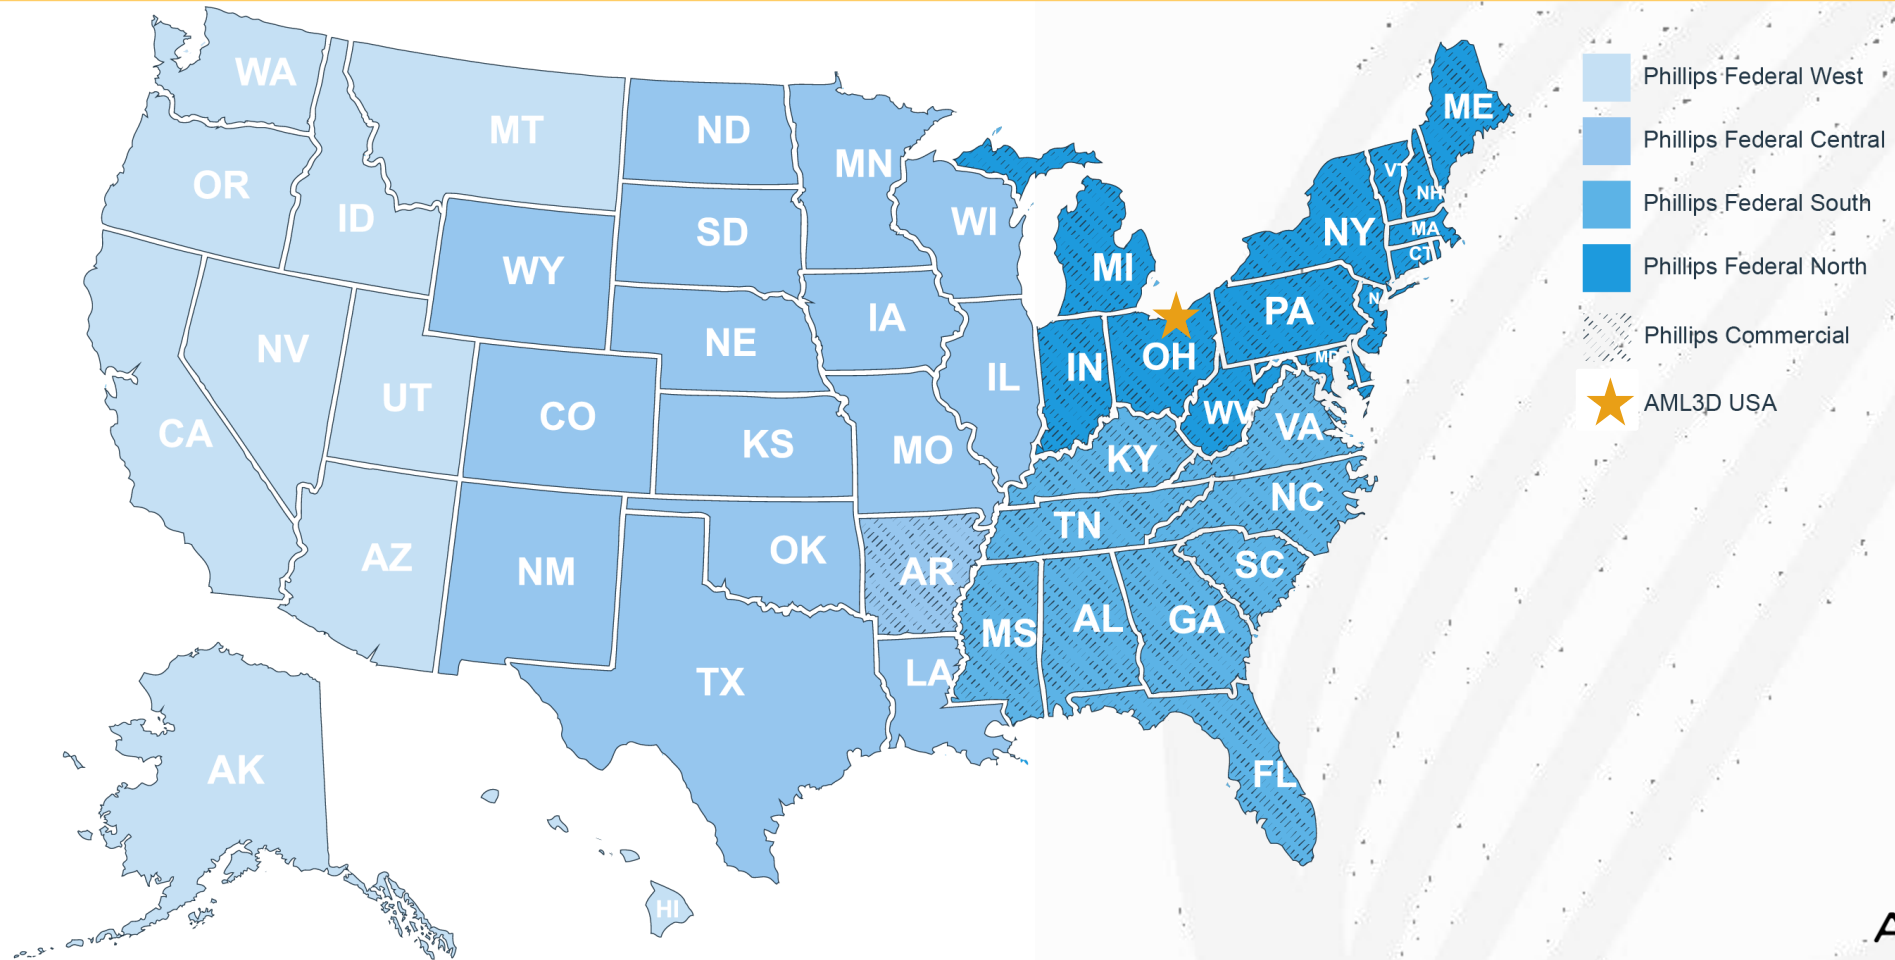 WA
MT
ND
MN
ME
OR
ID
SD
WI
VT
NH
WY
MI
NY
MA
CT
NV
UT
NE
IA
PA
CA
CO
KS
IL
IN
OH
MD
MO
WV
VA
KY
AZ
NM
OK
AR
TN
NC
SC
TX
LA
MS
AL
GA
AK
FL
HI
Phillips Federal West
Phillips Federal Central
Phillips Federal South
Phillips Federal North
Phillips Commercial
AML3D USA